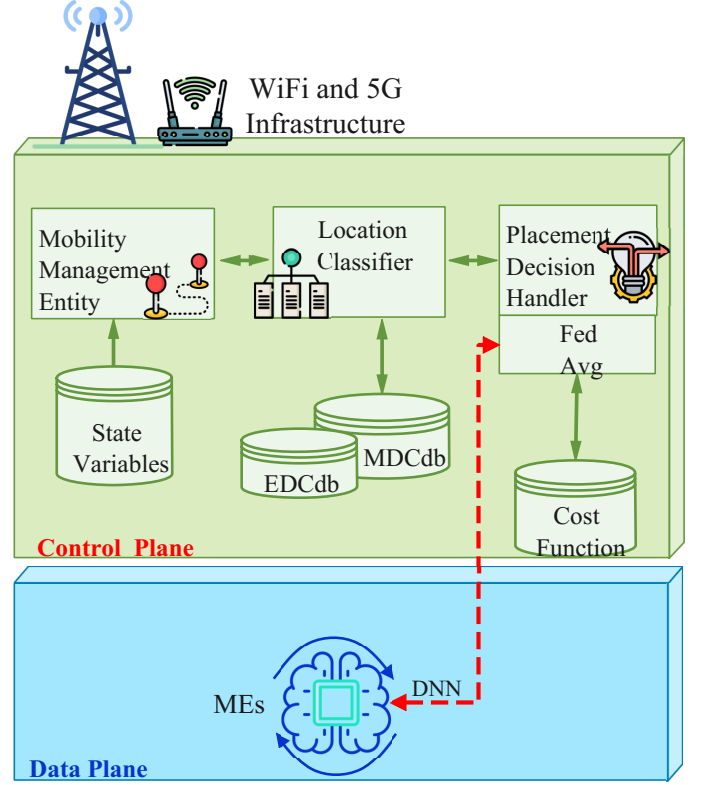 WiFi and 5G
Infrastructure
Mobility
Management
Entity
Location
Classifier
Placement
Decision
Handler
Fed
Avg
State
Variables
EDCdb
MDCdb
Cost
Function
Control Plane
MEs
DNN
Data Plane